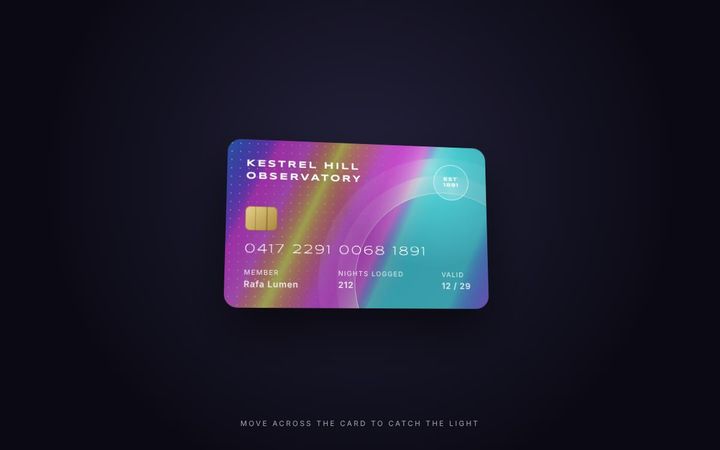 KESTREL HILL
OBSERVATORY
EST
1891
0417 2291 0068 1891
MEMBER
Rafa Lumen
NIGHTS LOGGED
212
VALID
12 / 29
MOVE ACROSS THE CARD TO CATCH THE LIGHT